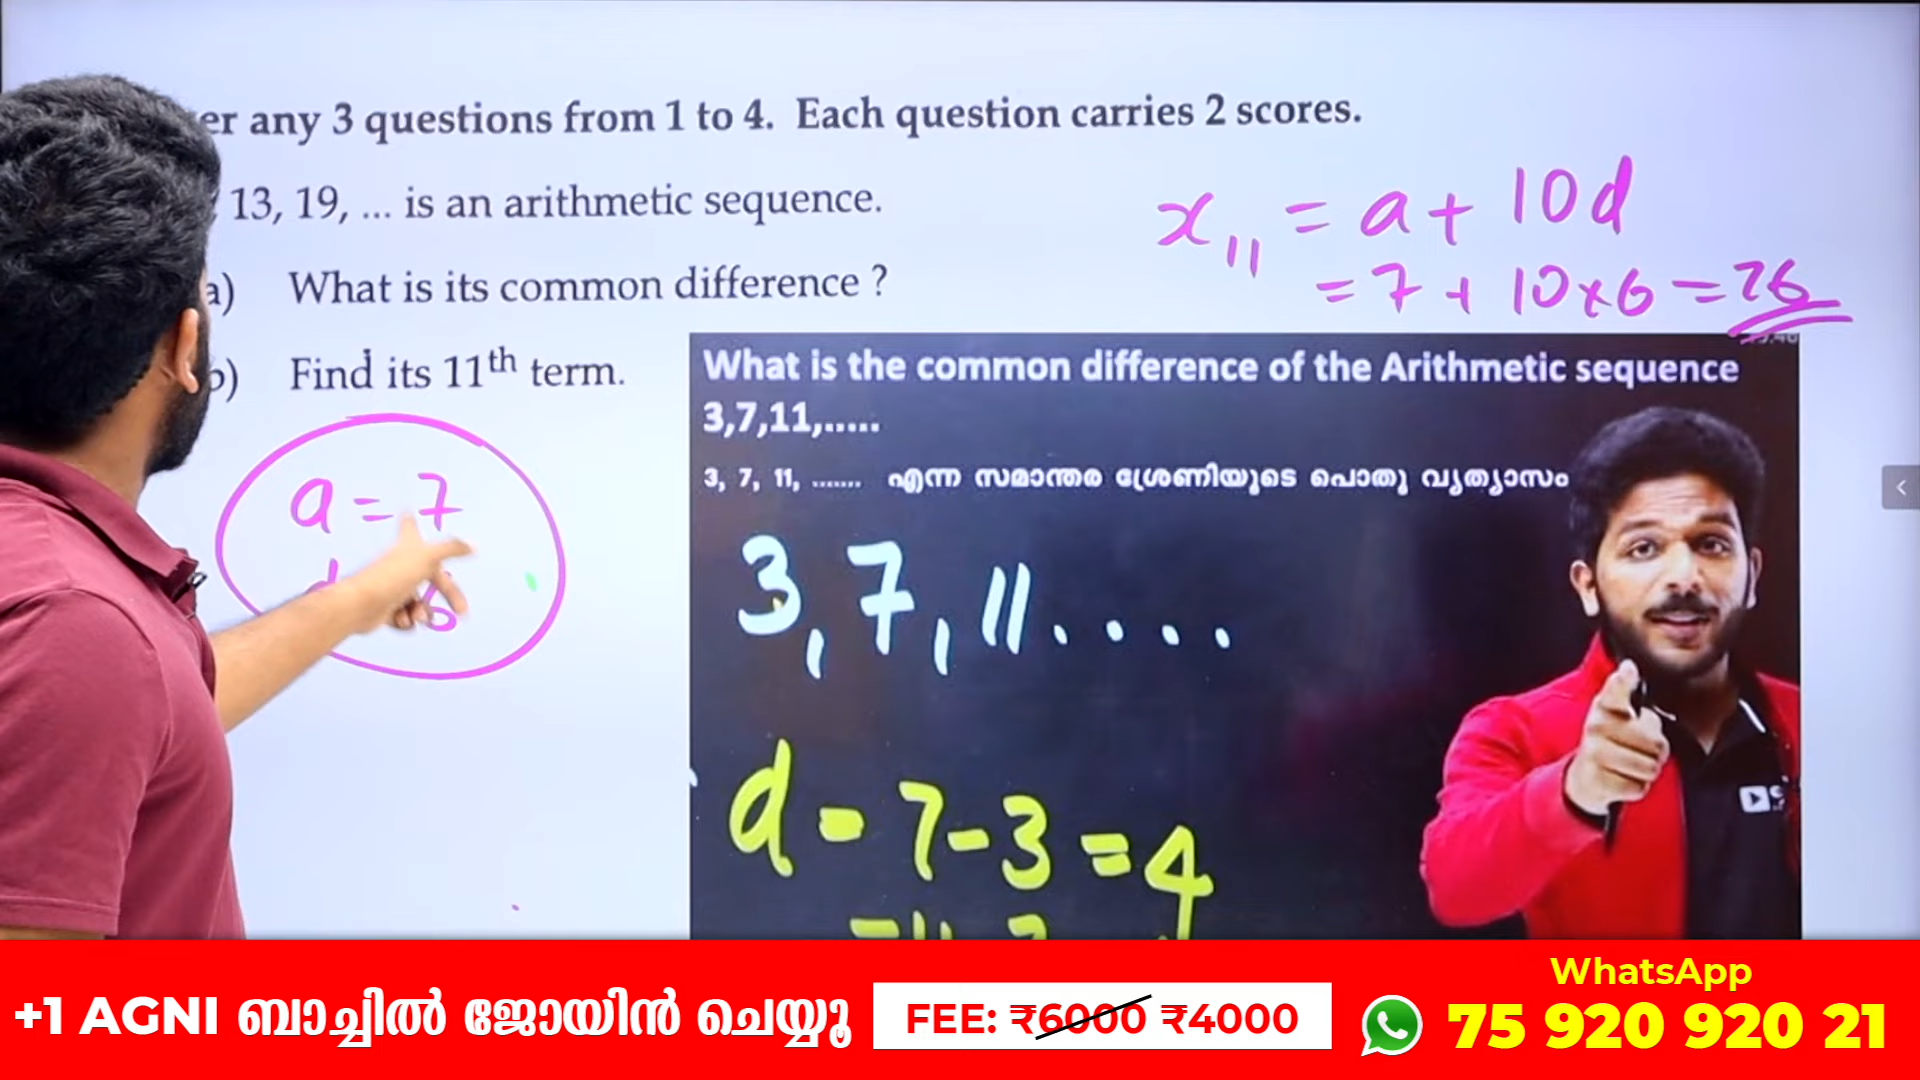 er any 3 questions from 1 to 4. Each question carries 2 scores.
13, 19, ... is an arithmetic sequence.
a) What is its common difference ?
b) Find its 11th term.
x11 = a + 10d
= 7 + 10×6 = 76
a = 7
6
What is the common difference of the Arithmetic sequence
3,7,11,.....
3, 7, 11, ....... എന്ന സമാന്തര ശ്രേണിയുടെ പൊതു വ്യത്യാസം
3, 7, 11 . . . .
d = 7-3 = 4
+1 AGNI ബാച്ചിൽ ജോയിൻ ചെയ്യൂ
FEE: ₹6000 ₹4000
WhatsApp
75 920 920 21